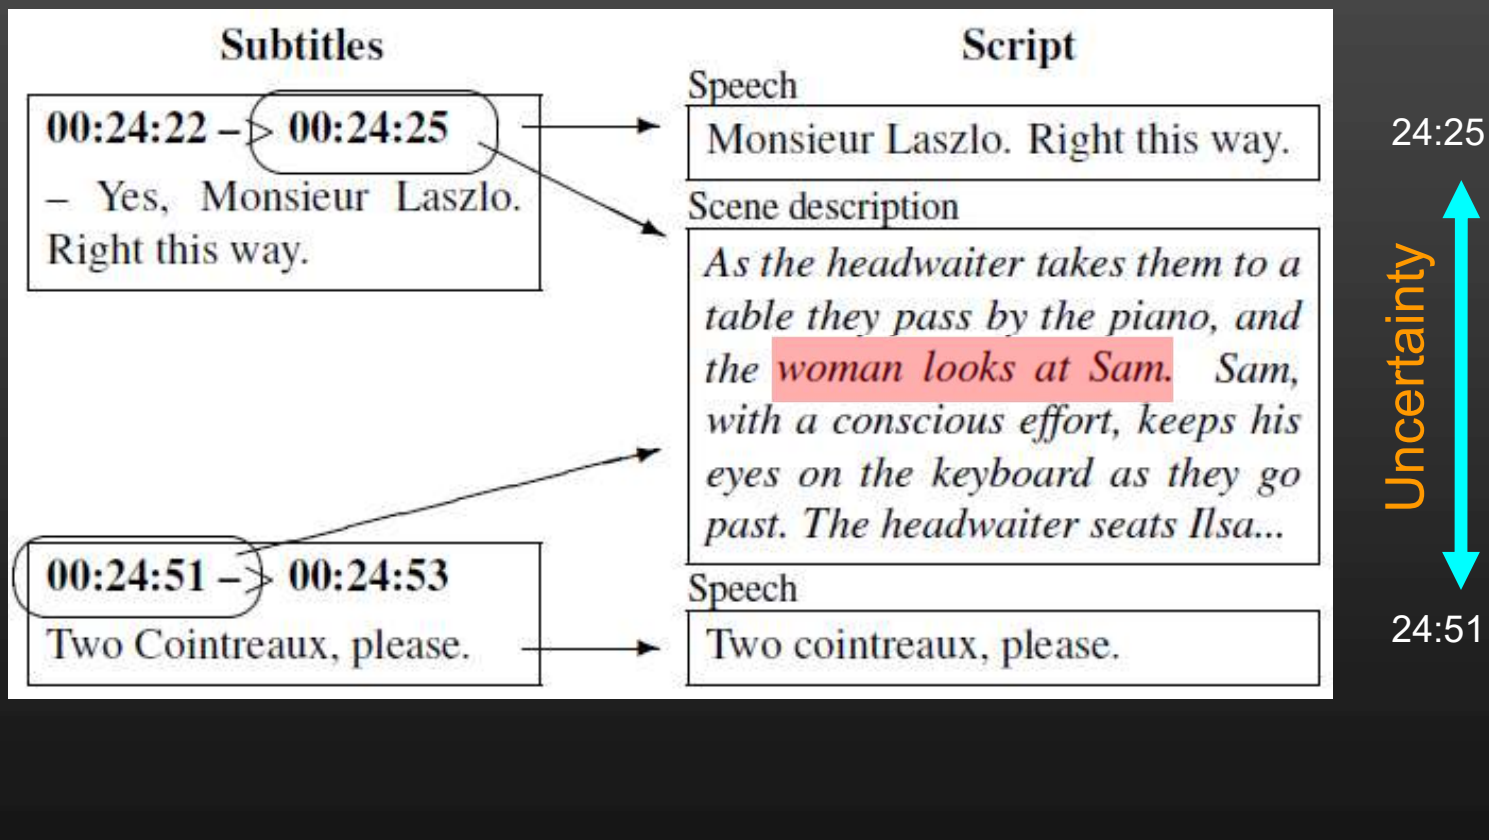 Subtitles
00:24:22 –> 00:24:25
– Yes, Monsieur Laszlo.
Right this way.
00:24:51 –> 00:24:53
Two Cointreaux, please.
Script
Speech
Monsieur Laszlo. Right this way.
Scene description
As the headwaiter takes them to a
table they pass by the piano, and
the woman looks at Sam. Sam,
with a conscious effort, keeps his
eyes on the keyboard as they go
past. The headwaiter seats Ilsa...
Speech
Two cointreaux, please.
24:25
Uncertainty
24:51